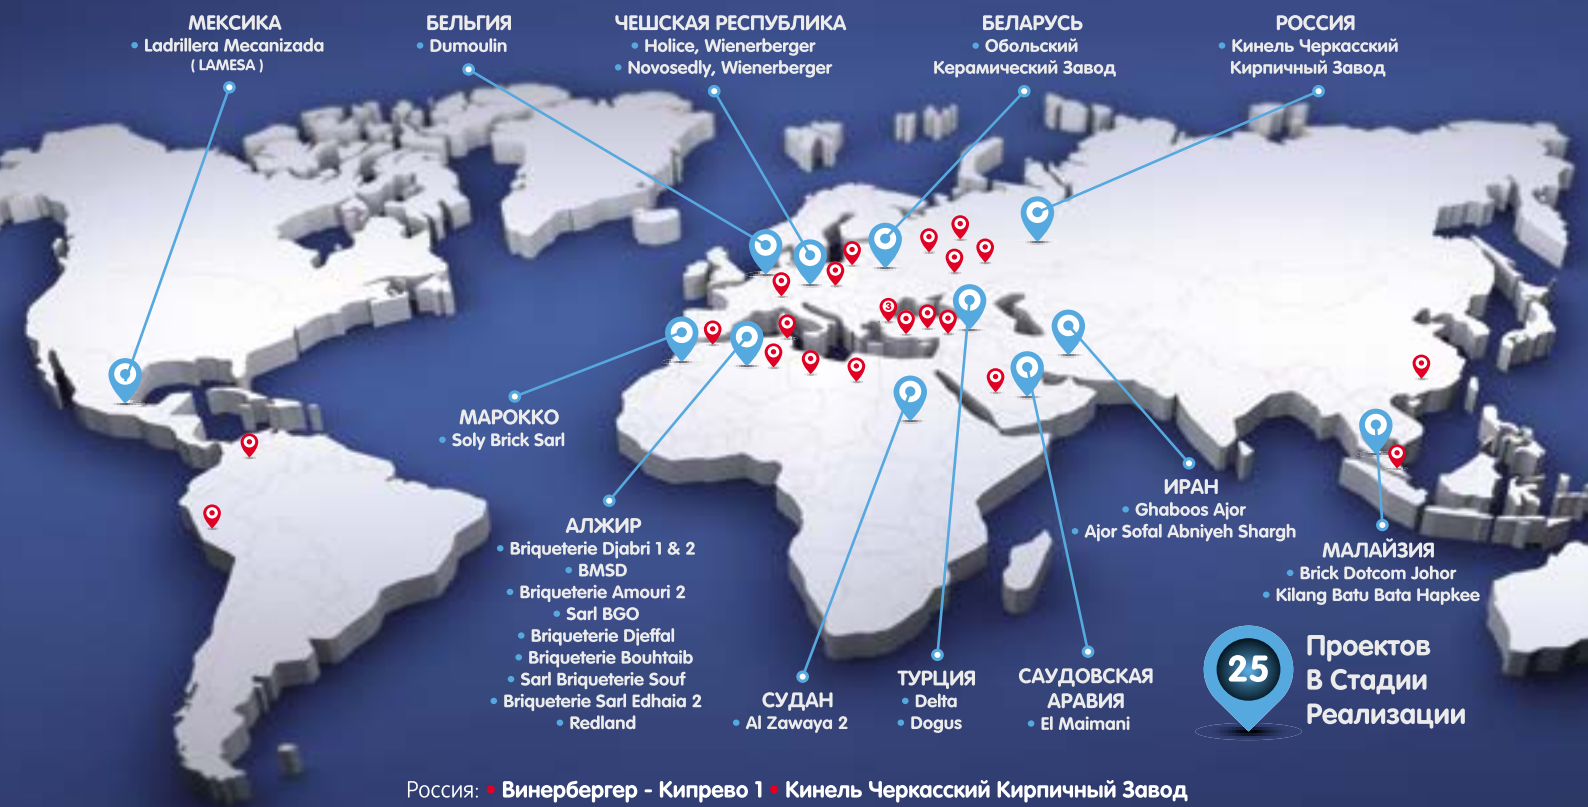 МЕКСИКА
• Ladrillera Mecanizada
( LAMESA )
БЕЛЬГИЯ
• Dumoulin
ЧЕШСКАЯ РЕСПУБЛИКА
• Holice, Wienerberger
• Novosedly, Wienerberger
БЕЛАРУСЬ
• Обольский
Керамический Завод
РОССИЯ
• Кинель Черкасский
Кирпичный Завод
3
МАРОККО
• Soly Brick Sarl
АЛЖИР
• Briqueterie Djabri 1 & 2
• BMSD
• Briqueterie Amouri 2
• Sarl BGO
• Briqueterie Djeffal
• Briqueterie Bouhtaib
• Sarl Briqueterie Souf
• Briqueterie Sarl Edhaia 2
• Redland
СУДАН
• Al Zawaya 2
ТУРЦИЯ
• Delta
• Dogus
САУДОВСКАЯ
АРАВИЯ
• El Maimani
ИРАН
• Ghaboos Ajor
• Ajor Sofal Abniyeh Shargh
МАЛАЙЗИЯ
• Brick Dotcom Johor
• Kilang Batu Bata Hapkee
25
Проектов
В Стадии
Реализации
Россия: • Винербергер - Кипрево 1 • Кинель Черкасский Кирпичный Завод